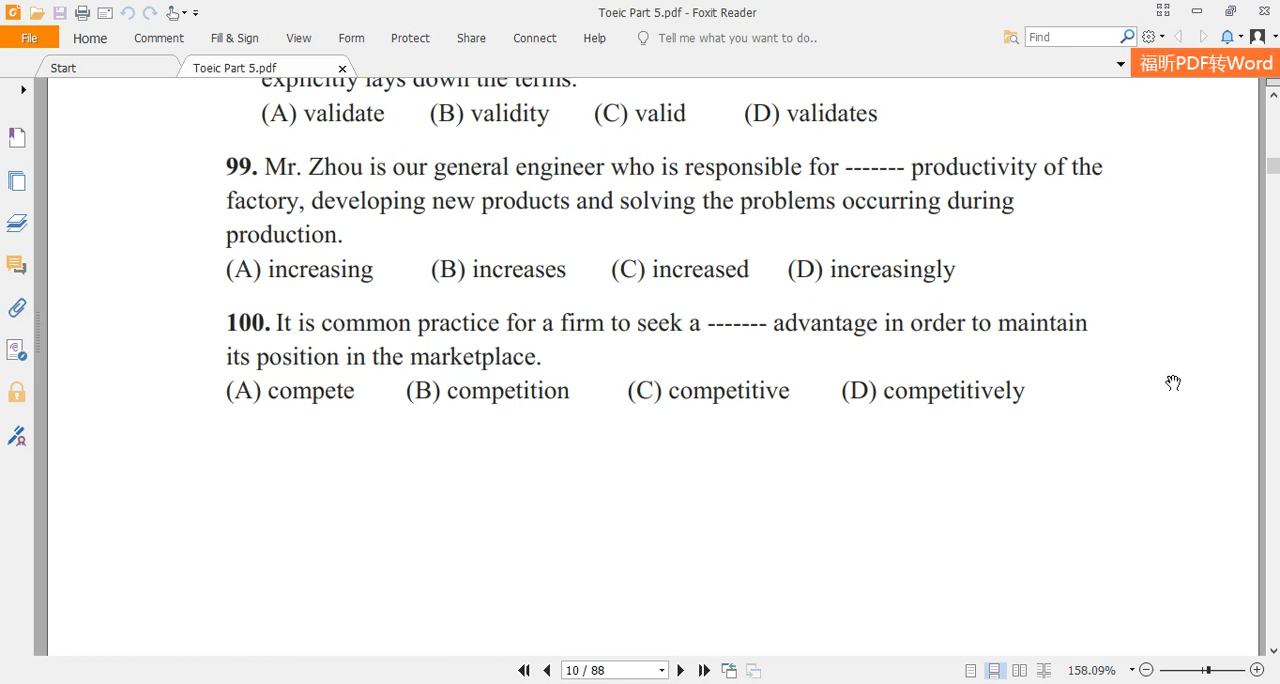 Toeic Part 5.pdf - Foxit Reader
File Home Comment Fill & Sign View Form Protect Share Connect Help Tell me what you want to do.. Find
Start Toeic Part 5.pdf 福昕PDF转Word
explicitly lays down the terms.
(A) validate (B) validity (C) valid (D) validates
99. Mr. Zhou is our general engineer who is responsible for ------- productivity of the
factory, developing new products and solving the problems occurring during
production.
(A) increasing (B) increases (C) increased (D) increasingly
100. It is common practice for a firm to seek a ------- advantage in order to maintain
its position in the marketplace.
(A) compete (B) competition (C) competitive (D) competitively
10 / 88 158.09%